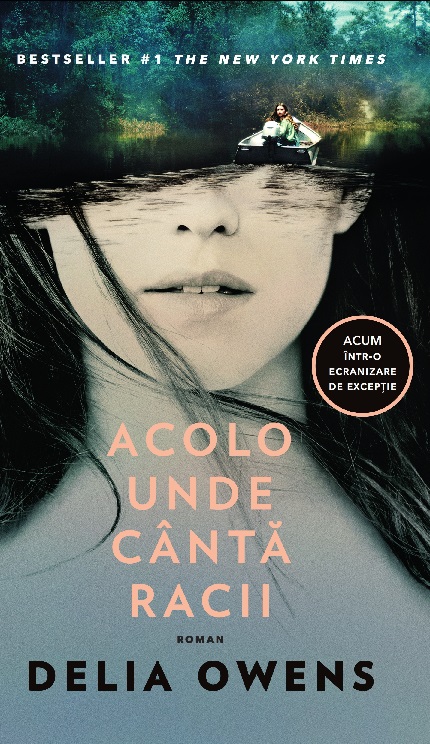 BESTSELLER #1 THE NEW YORK TIMES
ACUM
ÎNTR-O
ECRANIZARE
DE EXCEPȚIE
ACOLO
UNDE
CÂNTĂ
RACII
ROMAN
DELIA OWENS